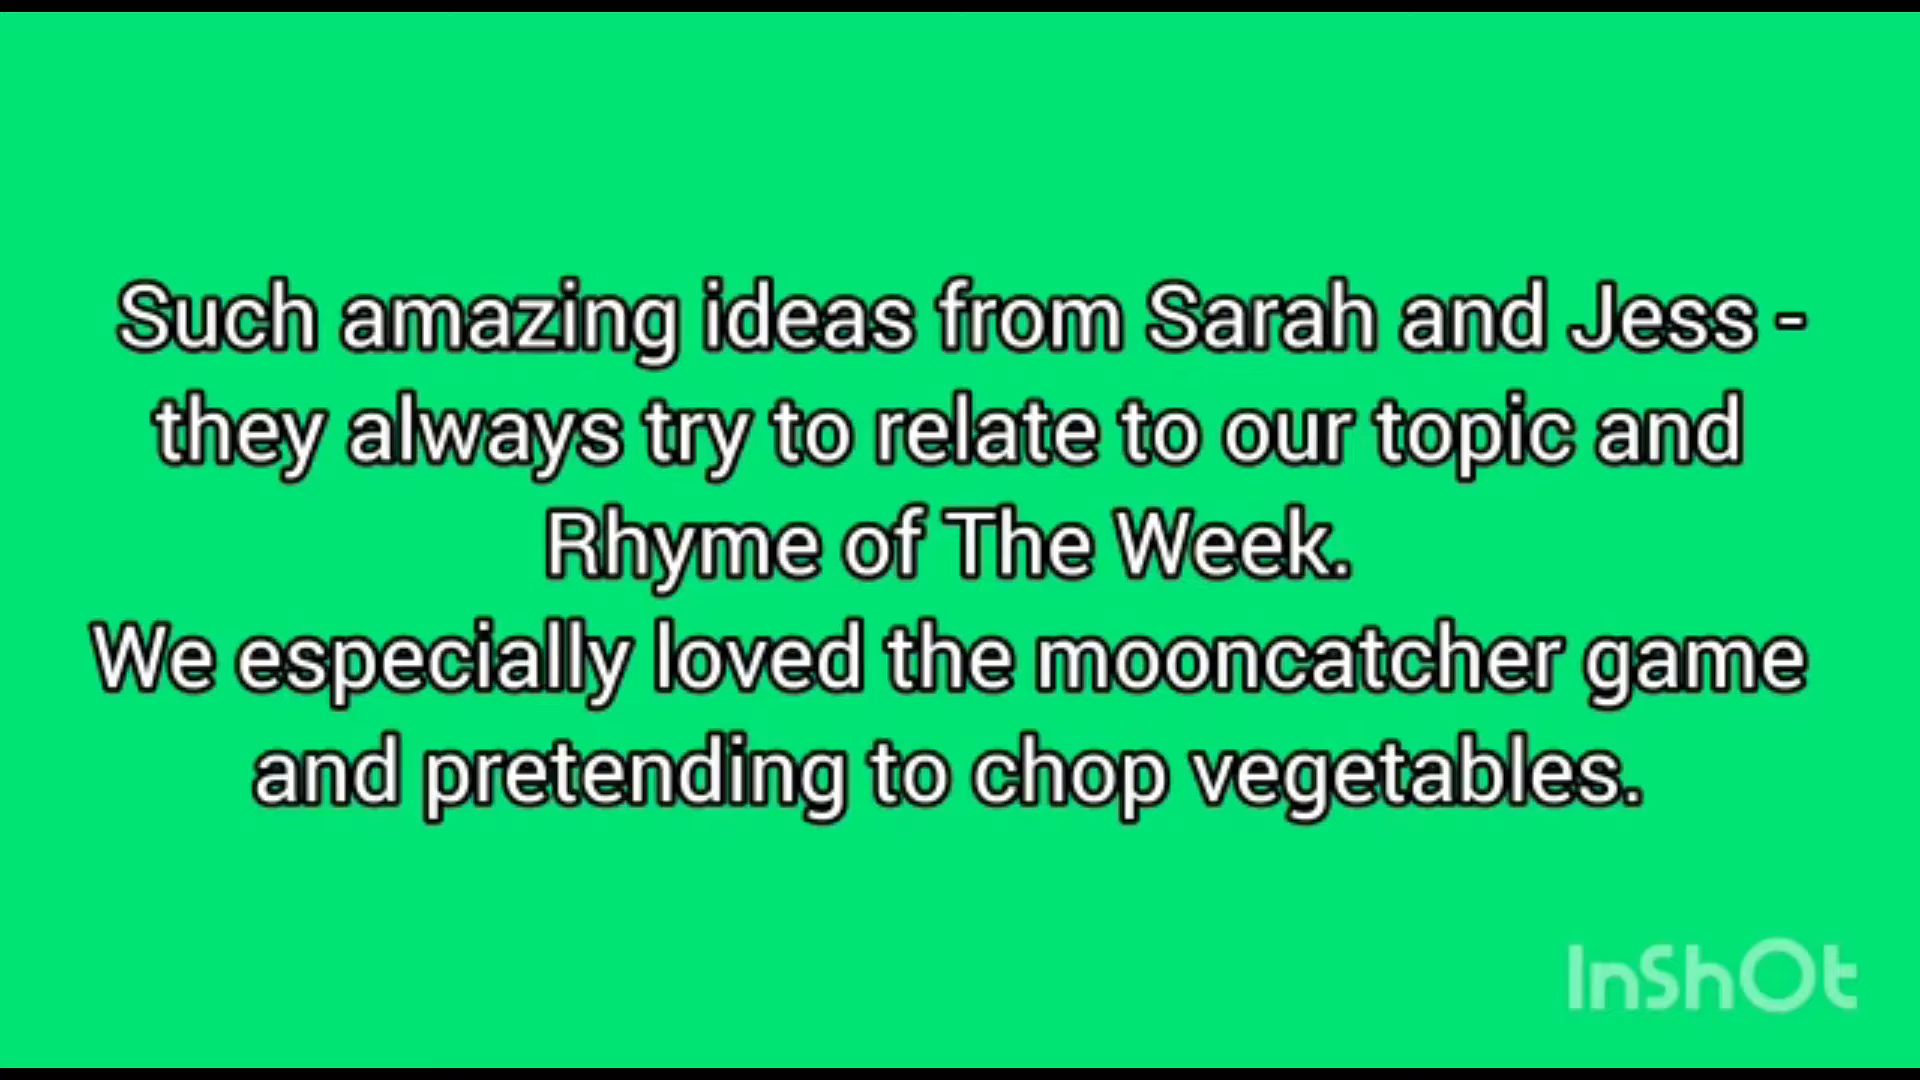 Such amazing ideas from Sarah and Jess -
they always try to relate to our topic and
Rhyme of The Week.
We especially loved the mooncatcher game
and pretending to chop vegetables.
InShOt